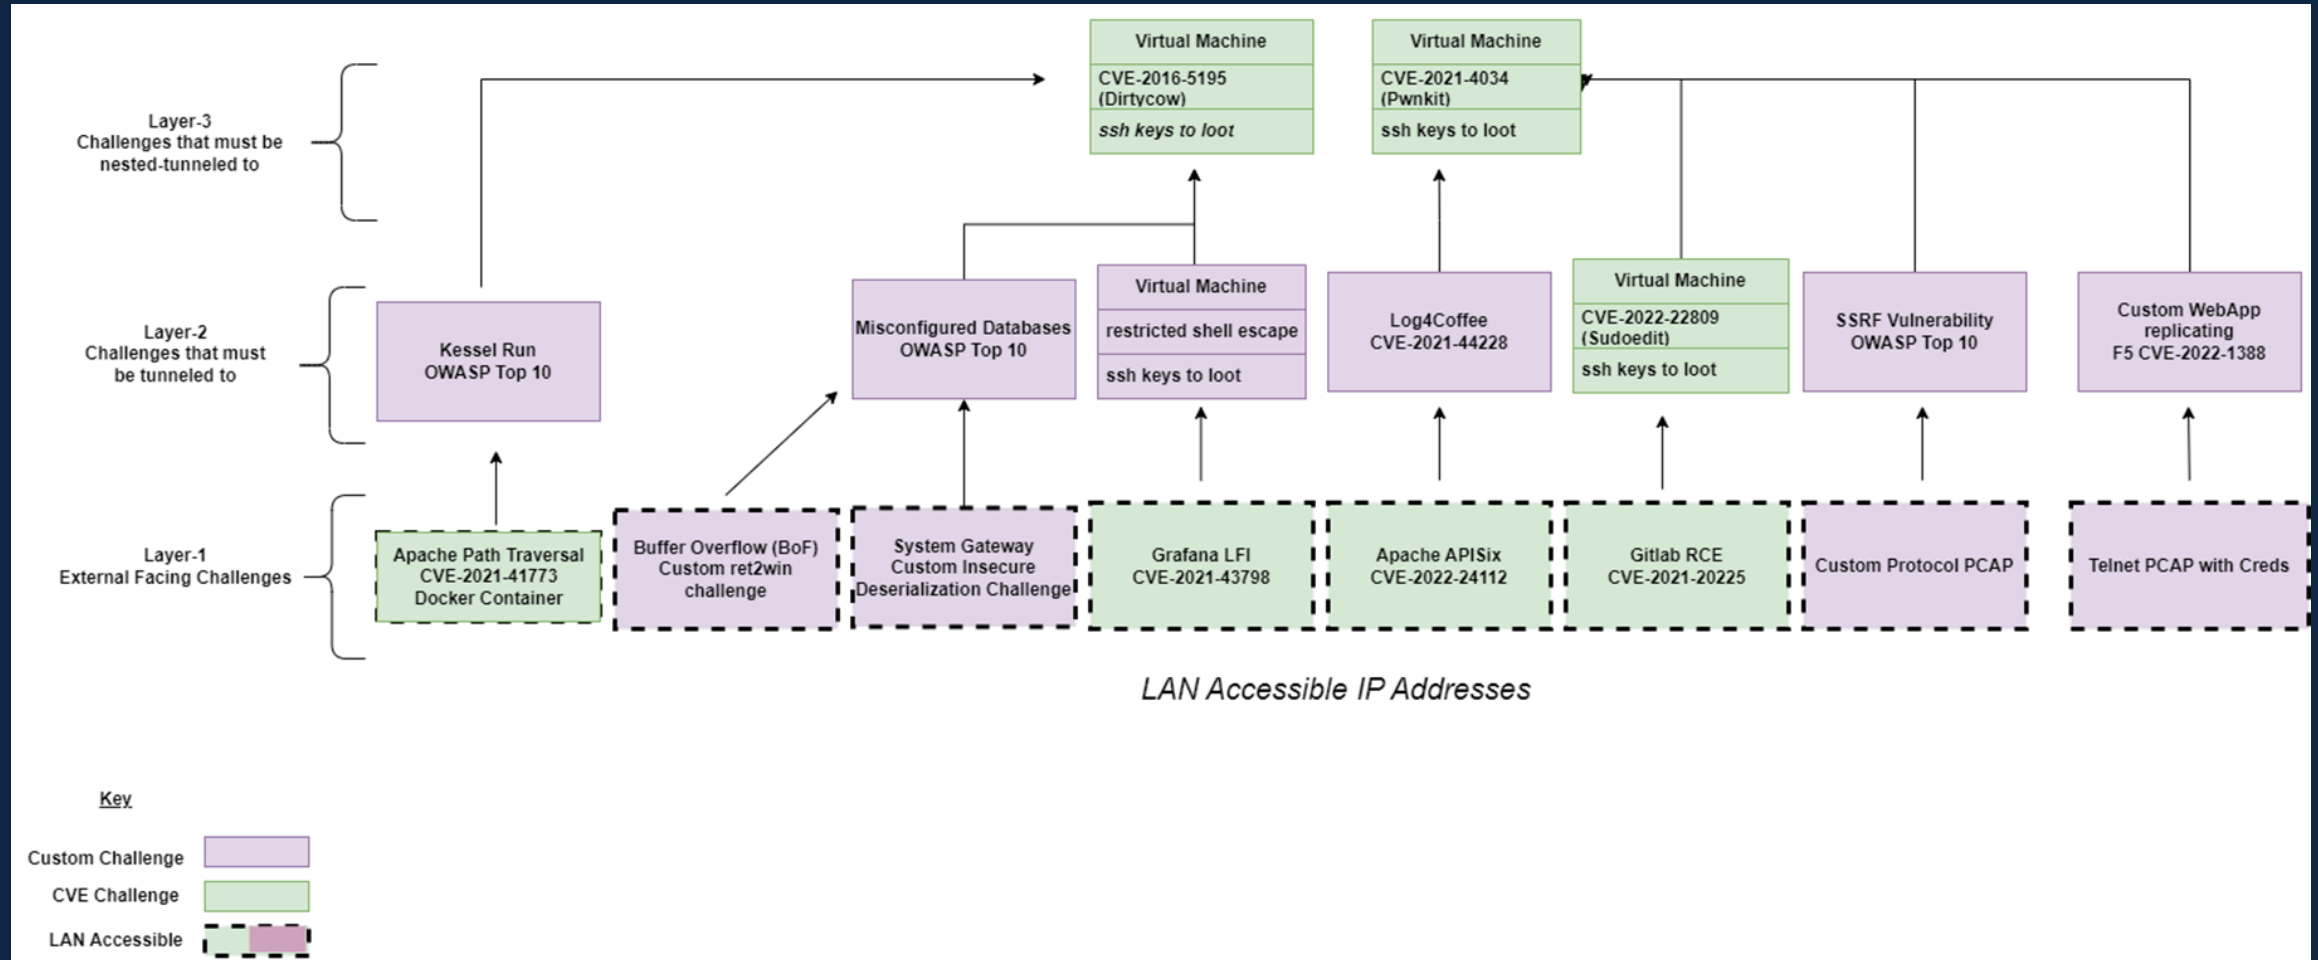 Virtual Machine
CVE-2016-5195
(Dirtycow)
ssh keys to loot
Virtual Machine
CVE-2021-4034
(Pwnkit)
ssh keys to loot
Layer-3
Challenges that must be
nested-tunneled to
Layer-2
Challenges that must
be tunneled to
Kessel Run
OWASP Top 10
Misconfigured Databases
OWASP Top 10
Virtual Machine
restricted shell escape
ssh keys to loot
Log4Coffee
CVE-2021-44228
Virtual Machine
CVE-2022-22809
(Sudoedit)
ssh keys to loot
SSRF Vulnerability
OWASP Top 10
Custom WebApp
replicating
F5 CVE-2022-1388
Layer-1
External Facing Challenges
Apache Path Traversal
CVE-2021-41773
Docker Container
Buffer Overflow (BoF)
Custom ret2win
challenge
System Gateway
Custom Insecure
Deserialization Challenge
Grafana LFI
CVE-2021-43798
Apache APISix
CVE-2022-24112
Gitlab RCE
CVE-2021-20225
Custom Protocol PCAP
Telnet PCAP with Creds
LAN Accessible IP Addresses
Key
Custom Challenge
CVE Challenge
LAN Accessible